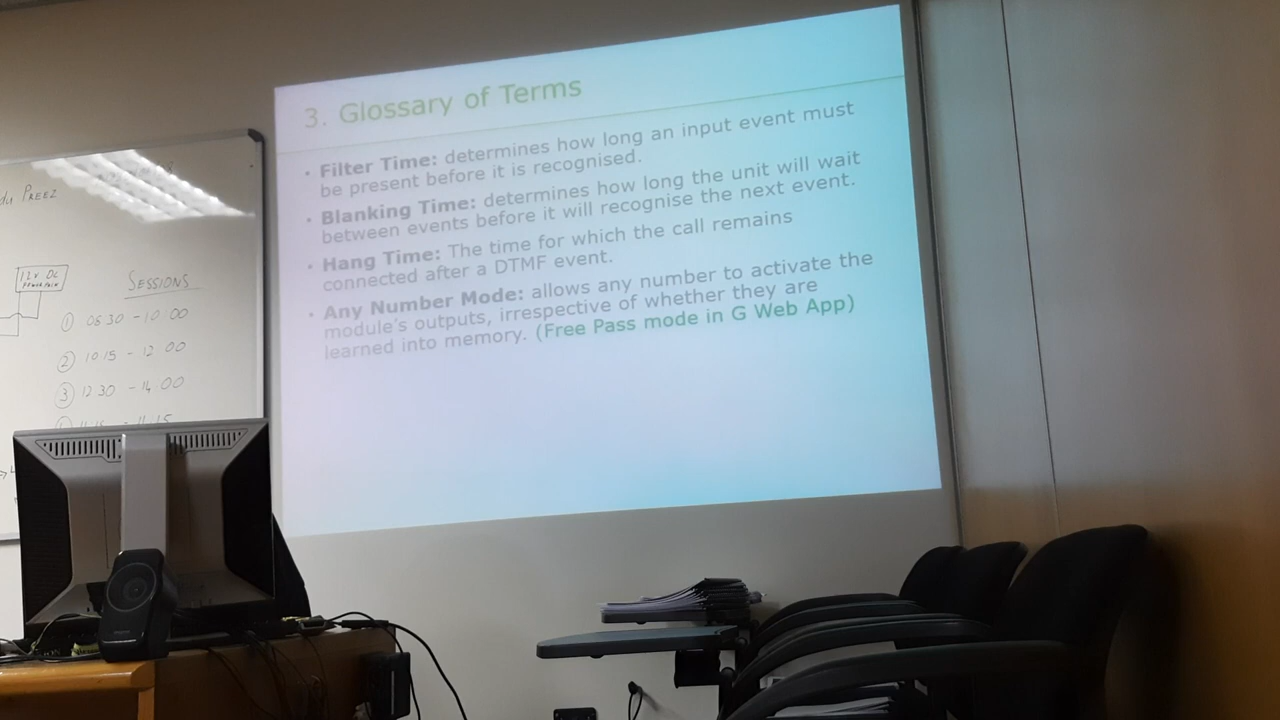 3. Glossary of Terms
• Filter Time: determines how long an input event must
be present before it is recognised.
• Blanking Time: determines how long the unit will wait
between events before it will recognise the next event.
• Hang Time: The time for which the call remains
connected after a DTMF event.
• Any Number Mode: allows any number to activate the
module's outputs, irrespective of whether they are
learned into memory. (Free Pass mode in G Web App)
du PREEZ
12V DC
SESSIONS
① 08 30 - 10 00
② 10 15 - 12 00
③ 12 30 - 14.00